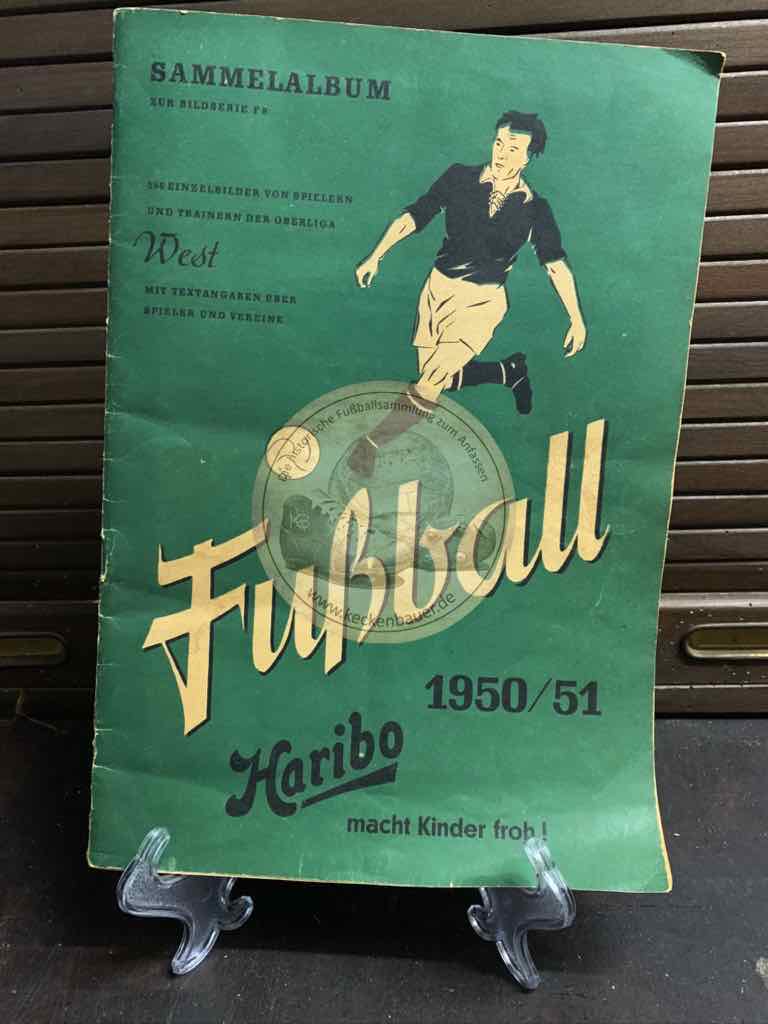 SAMMELALBUM
ZUR BILDSERIE F8
EINZELBILDER VON SPIELERN
UND TRAINERN DER OBERLIGA
West
MIT TEXTANGABEN ÜBER
SPIELER UND VEREINE
Die historische Fußballsammlung zum Anfassen
www.keckenbauer.de
Fußball
1950/51
Haribo
macht Kinder froh!